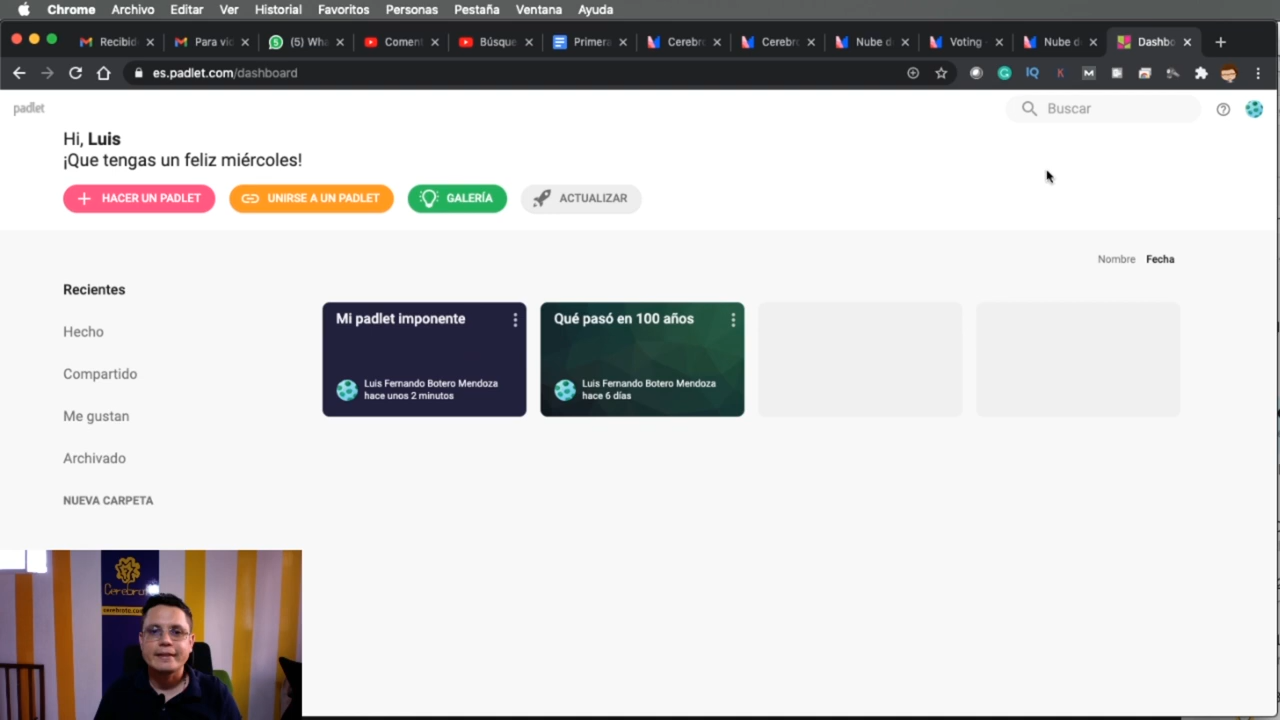 Chrome Archivo Editar Ver Historial Favoritos Personas Pestaña Ventana Ayuda
Recibid Para vic (5) Wha Coment Búsque Primera Cerebr Cerebr Nube d Voting - Nube d Dashbo
es.padlet.com/dashboard
padlet
Buscar
Hi, Luis
¡Que tengas un feliz miércoles!
HACER UN PADLET UNIRSE A UN PADLET GALERÍA ACTUALIZAR
Nombre Fecha
Recientes
Hecho
Compartido
Me gustan
Archivado
NUEVA CARPETA
Mi padlet imponente
Luis Fernando Botero Mendoza
hace unos 2 minutos
Qué pasó en 100 años
Luis Fernando Botero Mendoza
hace 6 días